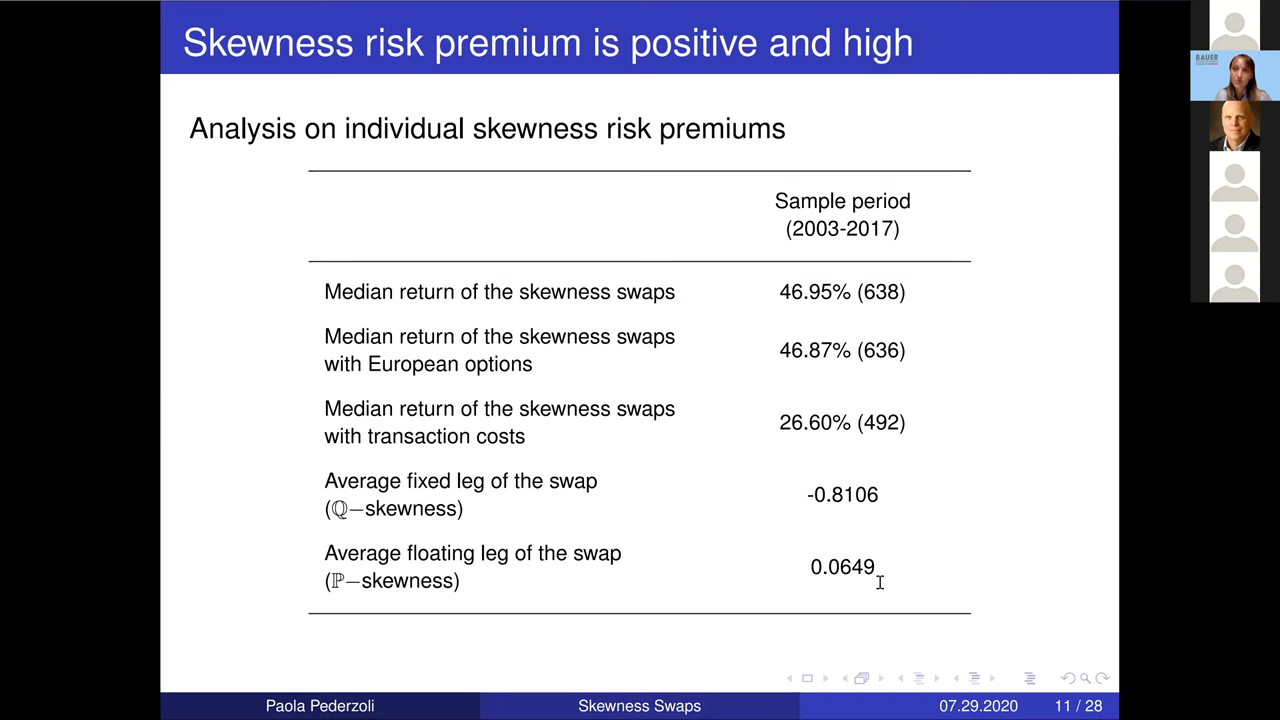 Skewness risk premium is positive and high
BAUER
Analysis on individual skewness risk premiums
Sample period
(2003-2017)
Median return of the skewness swaps 46.95% (638)
Median return of the skewness swaps
with European options 46.87% (636)
Median return of the skewness swaps
with transaction costs 26.60% (492)
Average fixed leg of the swap
(ℚ−skewness) -0.8106
Average floating leg of the swap
(ℙ−skewness) 0.0649
Paola Pederzoli Skewness Swaps 07.29.2020 11 / 28